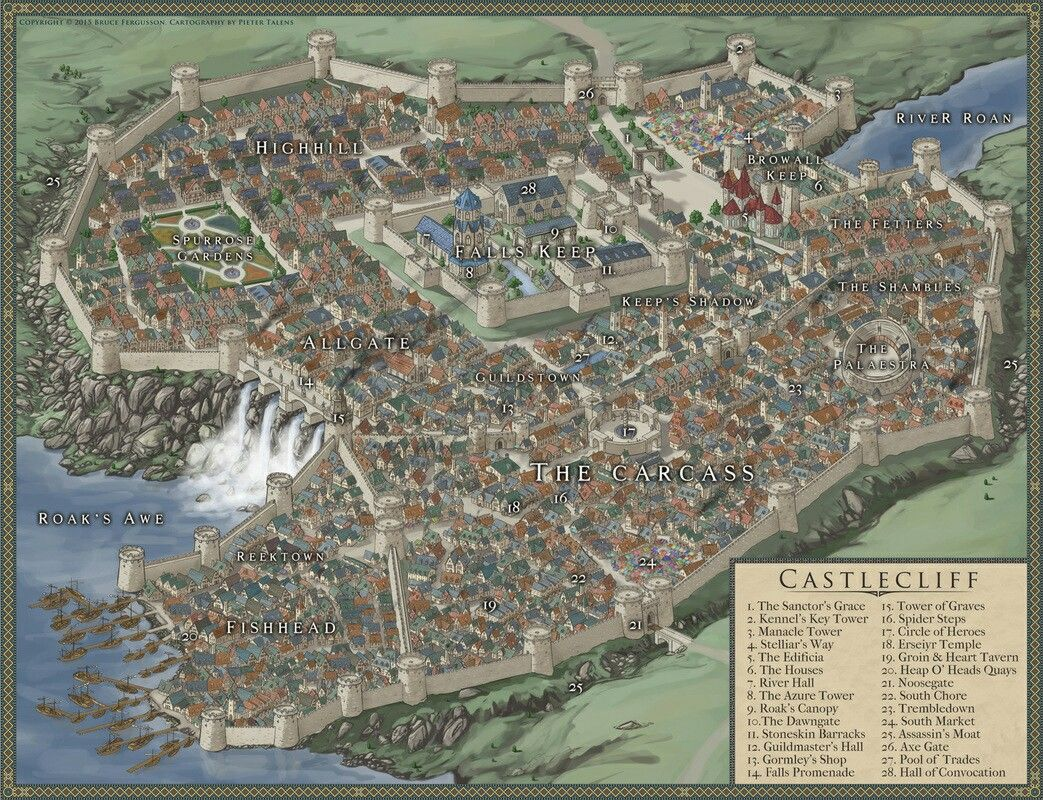 Copyright © 2015 Bruce Fergusson. Cartography by Pieter Talens
2
26
3
River Roan
1
4
Highhill
Browall
Keep
6
25
28
5
The Fetters
Spurrose
Gardens
7
9
10
Falls Keep
8
11
The Shambles
Keep's Shadow
Allgate
12
27
The
Palaestra
25
Guildstown
14
23
13
15
17
The Carcass
16
18
Roak's Awe
Reektown
24
22
19
Fishhead
20
21
25
Castlecliff
1. The Sanctor's Grace
2. Kennel's Key Tower
3. Manacle Tower
4. Stelliar's Way
5. The Edificia
6. The Houses
7. River Hall
8. The Azure Tower
9. Roak's Canopy
10. The Dawngate
11. Stoneskin Barracks
12. Guildmaster's Hall
13. Gormley's Shop
14. Falls Promenade
15. Tower of Graves
16. Spider Steps
17. Circle of Heroes
18. Erseiyr Temple
19. Groin & Heart Tavern
20. Heap O' Heads Quays
21. Noosegate
22. South Chore
23. Trembledown
24. South Market
25. Assassin's Moat
26. Axe Gate
27. Pool of Trades
28. Hall of Convocation